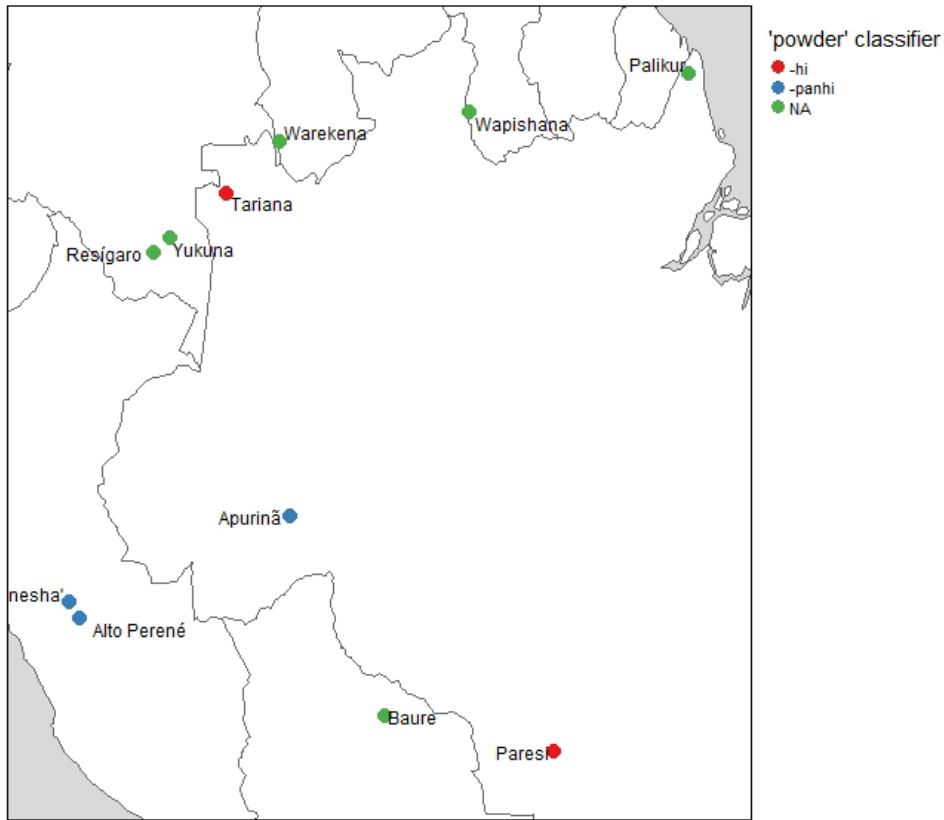 'powder' classifier
-hi
-panhi
NA
Palikur
Wapishana
Warekena
Tariana
Yukuna
Resígaro
Apurinã
nesha'
Alto Perené
Baure
Paresi